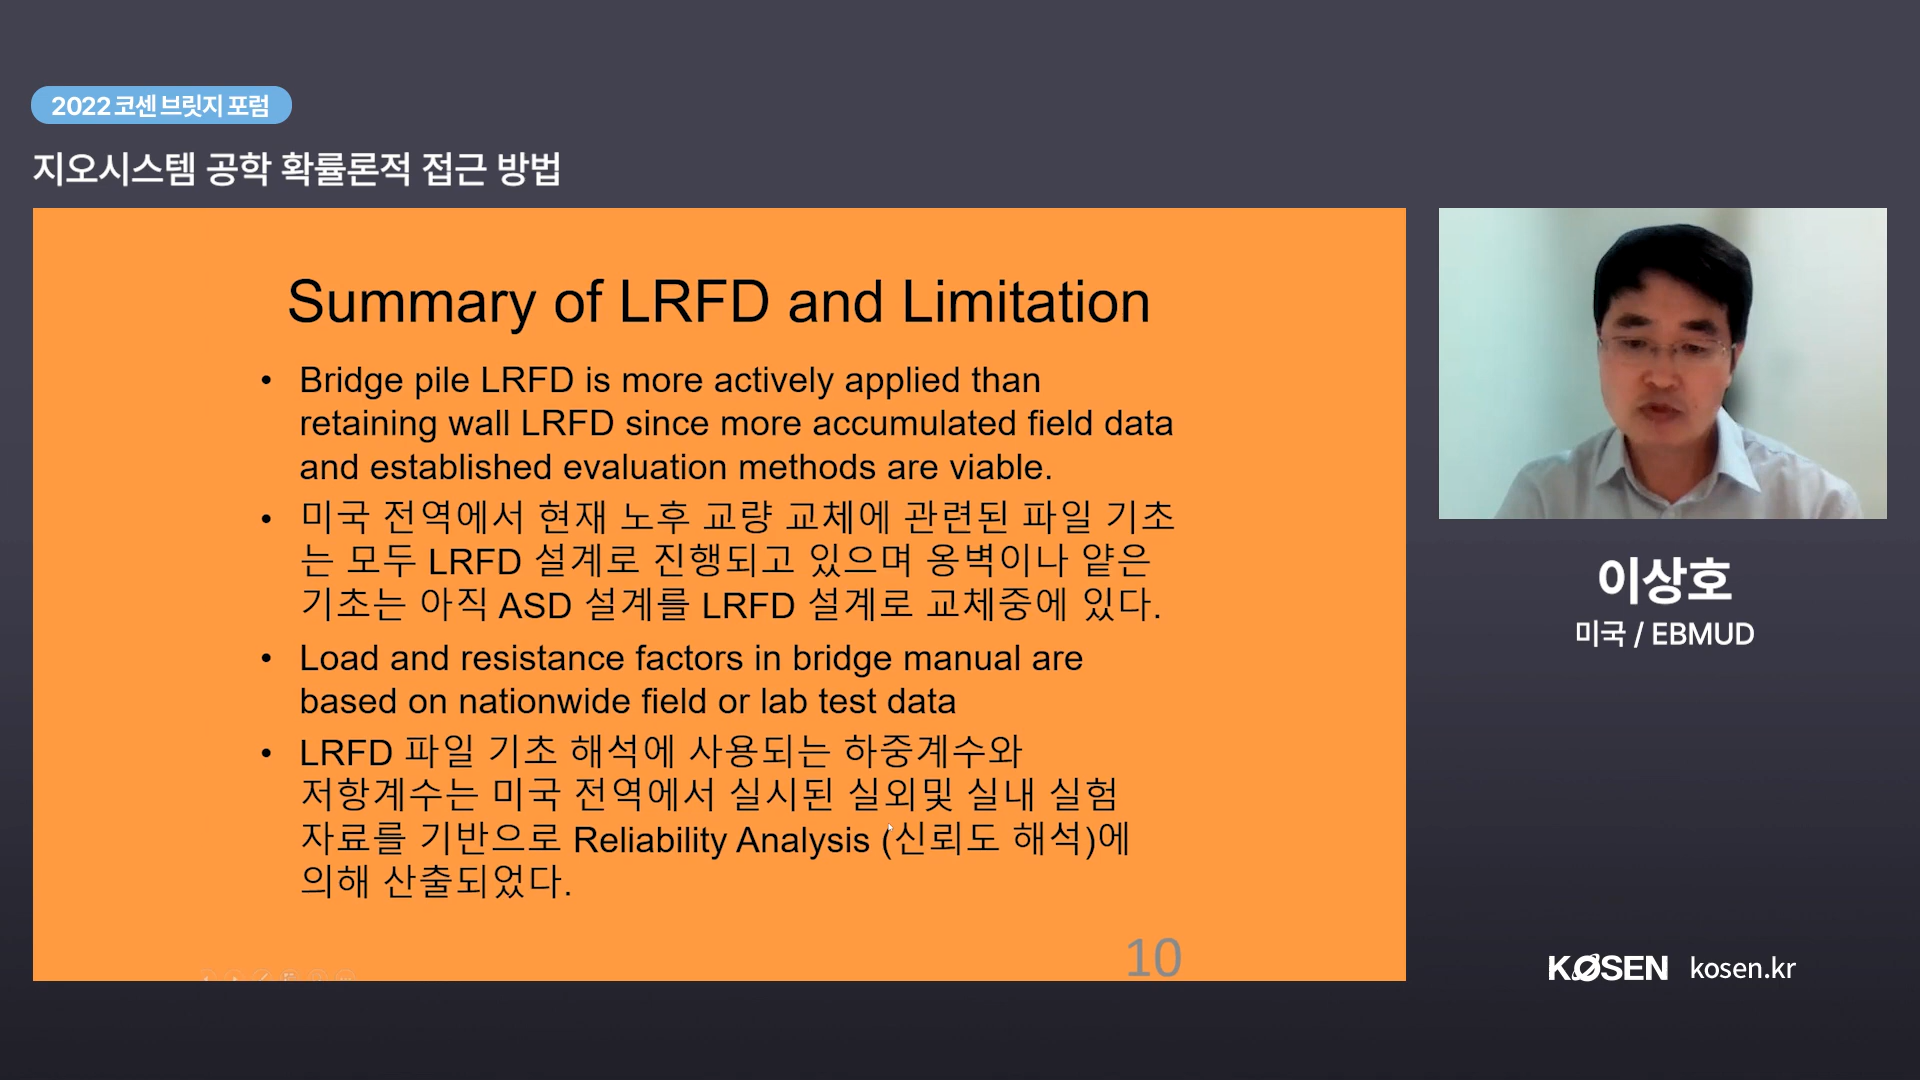 2022 코센 브릿지 포럼
지오시스템 공학 확률론적 접근 방법
Summary of LRFD and Limitation
• Bridge pile LRFD is more actively applied than
retaining wall LRFD since more accumulated field data
and established evaluation methods are viable.
• 미국 전역에서 현재 노후 교량 교체에 관련된 파일 기초
는 모두 LRFD 설계로 진행되고 있으며 옹벽이나 얕은
기초는 아직 ASD 설계를 LRFD 설계로 교체중에 있다.
• Load and resistance factors in bridge manual are
based on nationwide field or lab test data
• LRFD 파일 기초 해석에 사용되는 하중계수와
저항계수는 미국 전역에서 실시된 실외및 실내 실험
자료를 기반으로 Reliability Analysis (신뢰도 해석)에
의해 산출되었다.
10
이상호
미국 / EBMUD
KOSEN kosen.kr